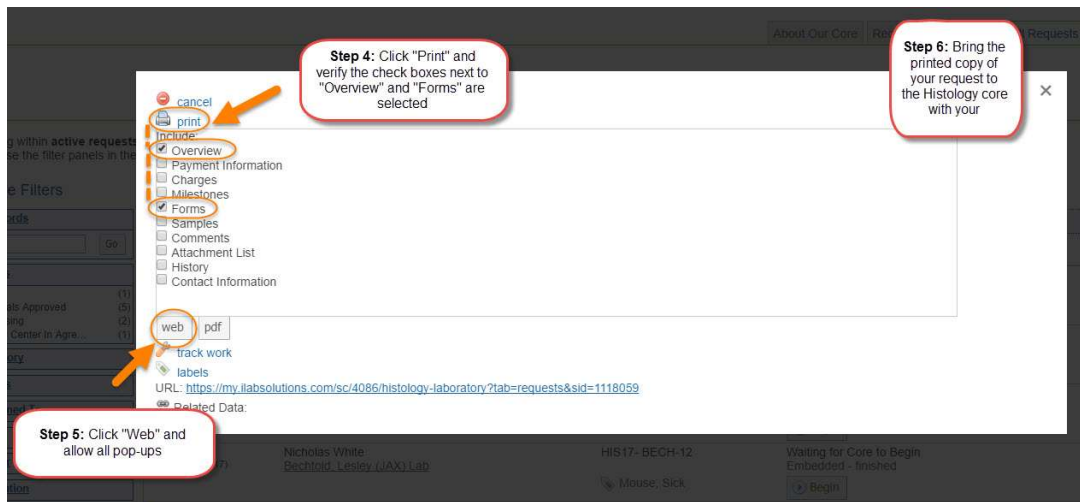 About Our Core
Requests
Step 4: Click "Print" and
verify the check boxes next to
"Overview" and "Forms" are
selected
Step 6: Bring the
printed copy of
your request to
the Histology core
with your
cancel
print
Include:
Overview
Payment Information
Charges
Milestones
Forms
Samples
Comments
Attachment List
History
Contact Information
web pdf
track work
labels
URL: https://my.ilabsolutions.com/sc/4086/histology-laboratory?tab=requests&sid=1118059
Related Data:
g within active requests
se the filter panels in the
e Filters
ords
Go
(1)
als Approved (5)
sing (2)
Center In Agre... (1)
ory
Step 5: Click "Web" and
allow all pop-ups
Nicholas White
Bechtold, Lesley (JAX) Lab
HIS17- BECH-12
Mouse, Sick
Waiting for Core to Begin
Embedded - finished
Begin